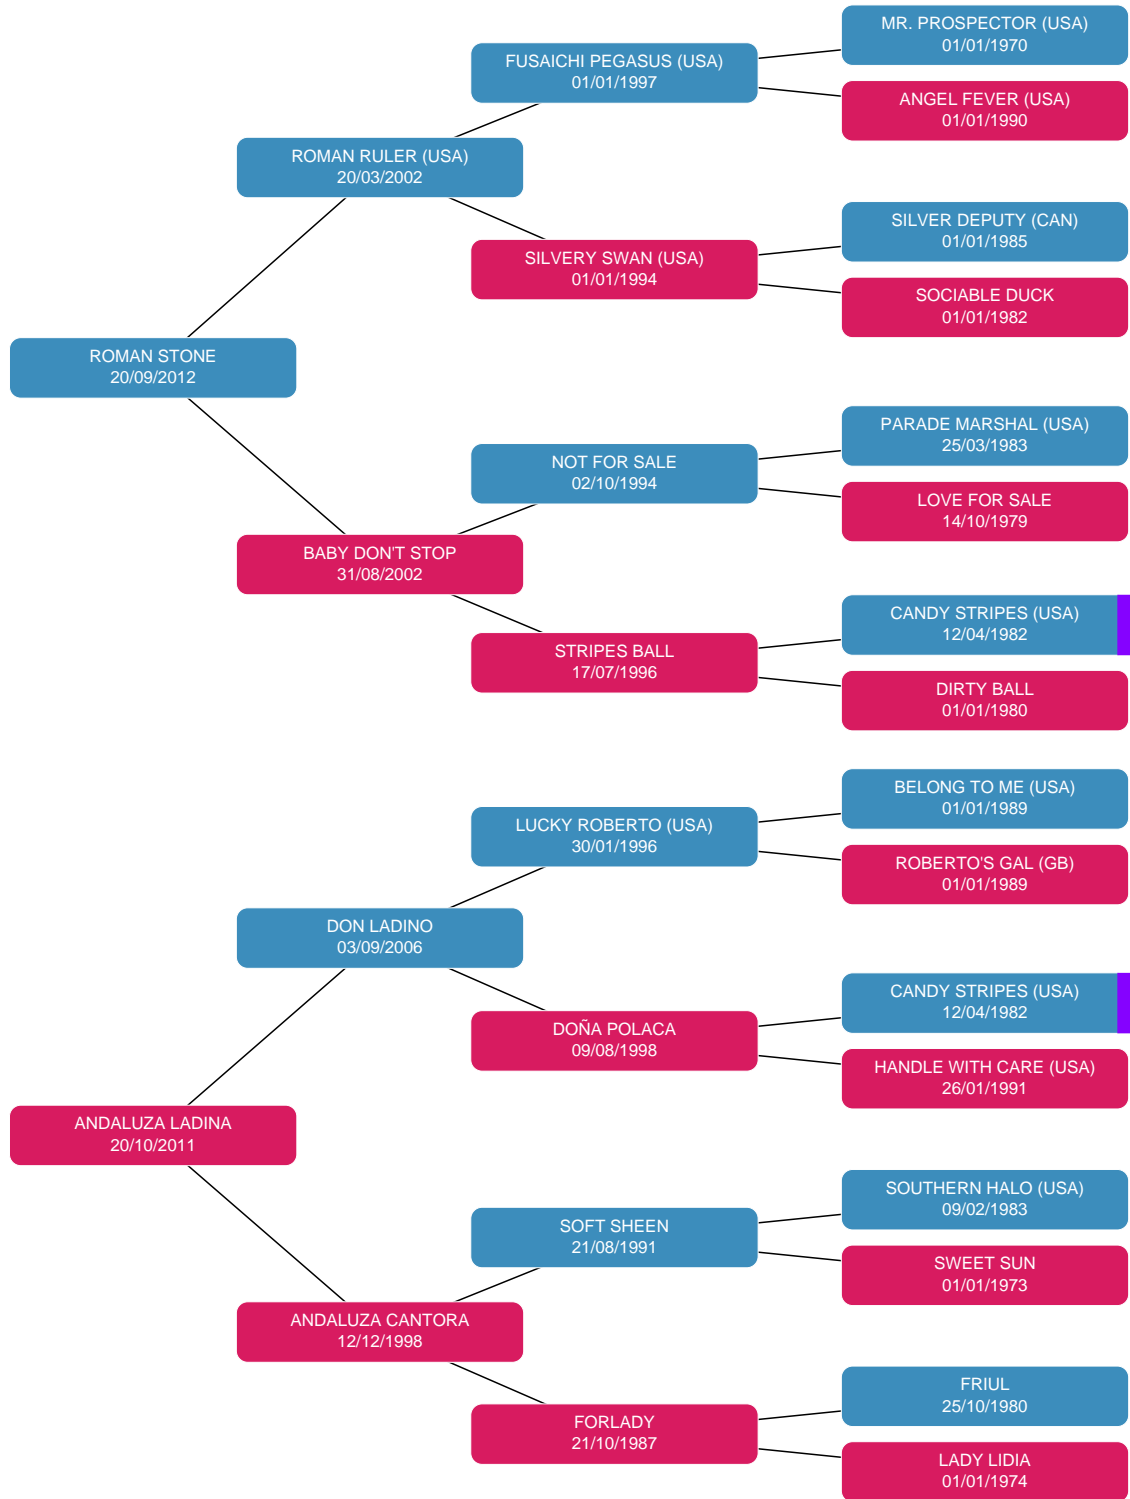 MR. PROSPECTOR (USA)
01/01/1970
FUSAICHI PEGASUS (USA)
01/01/1997
ANGEL FEVER (USA)
01/01/1990
ROMAN RULER (USA)
20/03/2002
SILVER DEPUTY (CAN)
01/01/1985
SILVERY SWAN (USA)
01/01/1994
SOCIABLE DUCK
01/01/1982
ROMAN STONE
20/09/2012
PARADE MARSHAL (USA)
25/03/1983
NOT FOR SALE
02/10/1994
LOVE FOR SALE
14/10/1979
BABY DON'T STOP
31/08/2002
CANDY STRIPES (USA)
12/04/1982
STRIPES BALL
17/07/1996
DIRTY BALL
01/01/1980
BELONG TO ME (USA)
01/01/1989
LUCKY ROBERTO (USA)
30/01/1996
ROBERTO'S GAL (GB)
01/01/1989
DON LADINO
03/09/2006
CANDY STRIPES (USA)
12/04/1982
DOÑA POLACA
09/08/1998
HANDLE WITH CARE (USA)
26/01/1991
ANDALUZA LADINA
20/10/2011
SOUTHERN HALO (USA)
09/02/1983
SOFT SHEEN
21/08/1991
SWEET SUN
01/01/1973
ANDALUZA CANTORA
12/12/1998
FRIUL
25/10/1980
FORLADY
21/10/1987
LADY LIDIA
01/01/1974